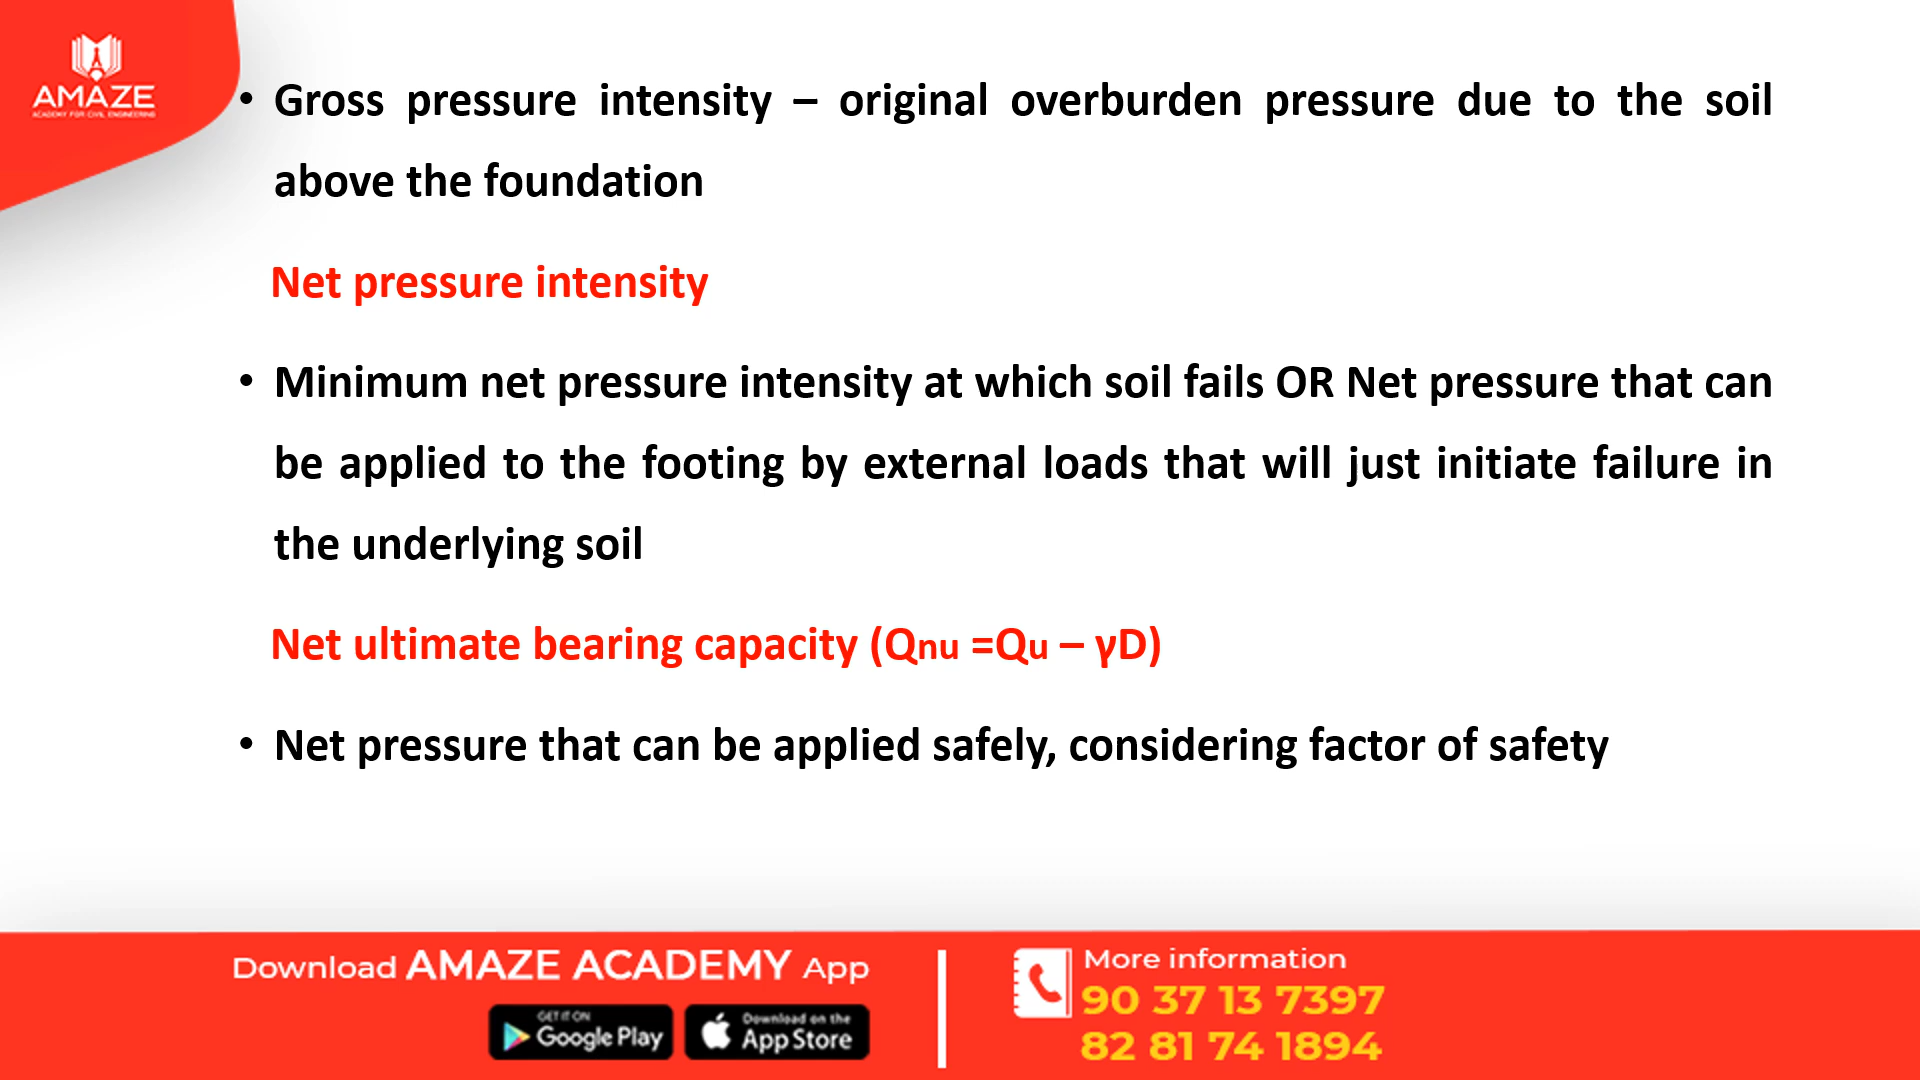 AMAZE
ACADEMY FOR CIVIL ENGINEERING
• Gross pressure intensity – original overburden pressure due to the soil
above the foundation
Net pressure intensity
• Minimum net pressure intensity at which soil fails OR Net pressure that can
be applied to the footing by external loads that will just initiate failure in
the underlying soil
Net ultimate bearing capacity (Qnu =Qu – γD)
• Net pressure that can be applied safely, considering factor of safety
Download AMAZE ACADEMY App
GET IT ON
Google Play
Download on the
App Store
More information
90 37 13 7397
82 81 74 1894